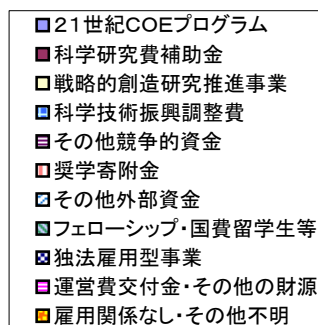 21世紀COEプログラム
科学研究費補助金
戦略的創造研究推進事業
科学技術振興調整費
その他競争的資金
奨学寄附金
その他外部資金
フェローシップ・国費留学生等
独法雇用型事業
運営費交付金・その他の財源
雇用関係なし・その他不明